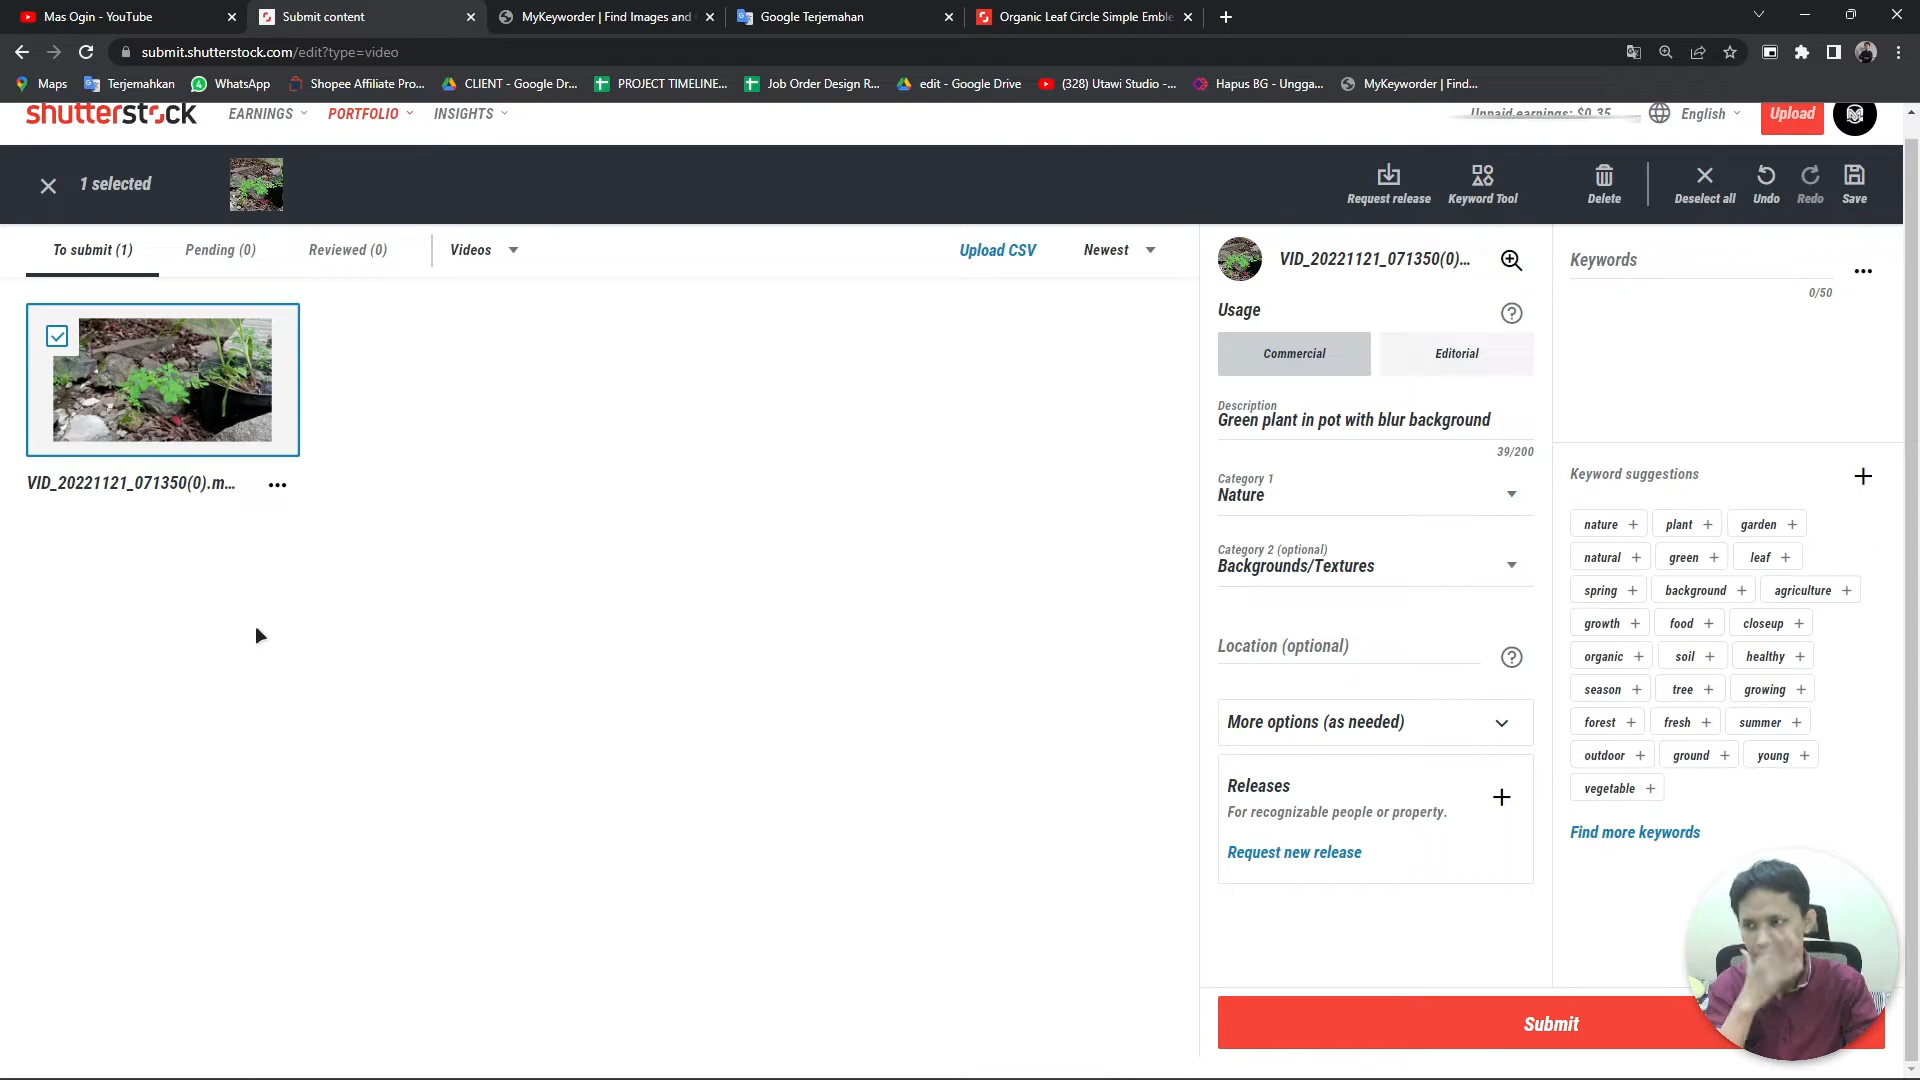 Mas Ogin - YouTube
Submit content
MyKeyworder | Find Images and
Google Terjemahan
Organic Leaf Circle Simple Emble
submit.shutterstock.com/edit?type=video
Maps
Terjemahkan
WhatsApp
Shopee Affiliate Pro...
CLIENT - Google Dr...
PROJECT TIMELINE...
Job Order Design R...
edit - Google Drive
(328) Utawi Studio -...
Hapus BG - Ungga...
MyKeyworder | Find...
shutterstock
EARNINGS
PORTFOLIO
INSIGHTS
Unpaid earnings: $0.35
English
Upload
1 selected
Request release
Keyword Tool
Delete
Deselect all
Undo
Redo
Save
To submit (1)
Pending (0)
Reviewed (0)
Videos
Upload CSV
Newest
VID_20221121_071350(0).m...
VID_20221121_071350(0)...
Usage
Commercial
Editorial
Description
Green plant in pot with blur background
39/200
Category 1
Nature
Category 2 (optional)
Backgrounds/Textures
Location (optional)
More options (as needed)
Releases
For recognizable people or property.
Request new release
Keywords
0/50
Keyword suggestions
nature +
plant +
garden +
natural +
green +
leaf +
spring +
background +
agriculture +
growth +
food +
closeup +
organic +
soil +
healthy +
season +
tree +
growing +
forest +
fresh +
summer +
outdoor +
ground +
young +
vegetable +
Find more keywords
Submit